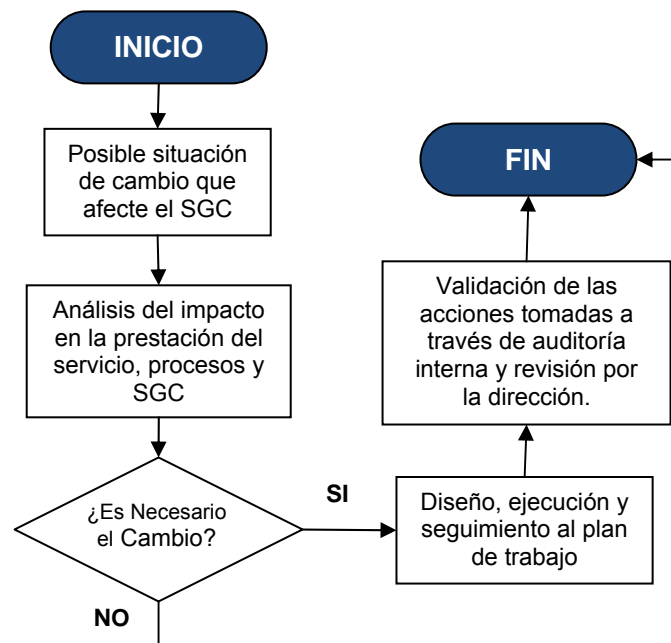 INICIO
Posible situación
de cambio que
afecte el SGC
Análisis del impacto
en la prestación del
servicio, procesos y
SGC
¿Es Necesario
el Cambio?
SI
NO
Diseño, ejecución y
seguimiento al plan
de trabajo
Validación de las
acciones tomadas a
través de auditoría
interna y revisión por
la dirección.
FIN